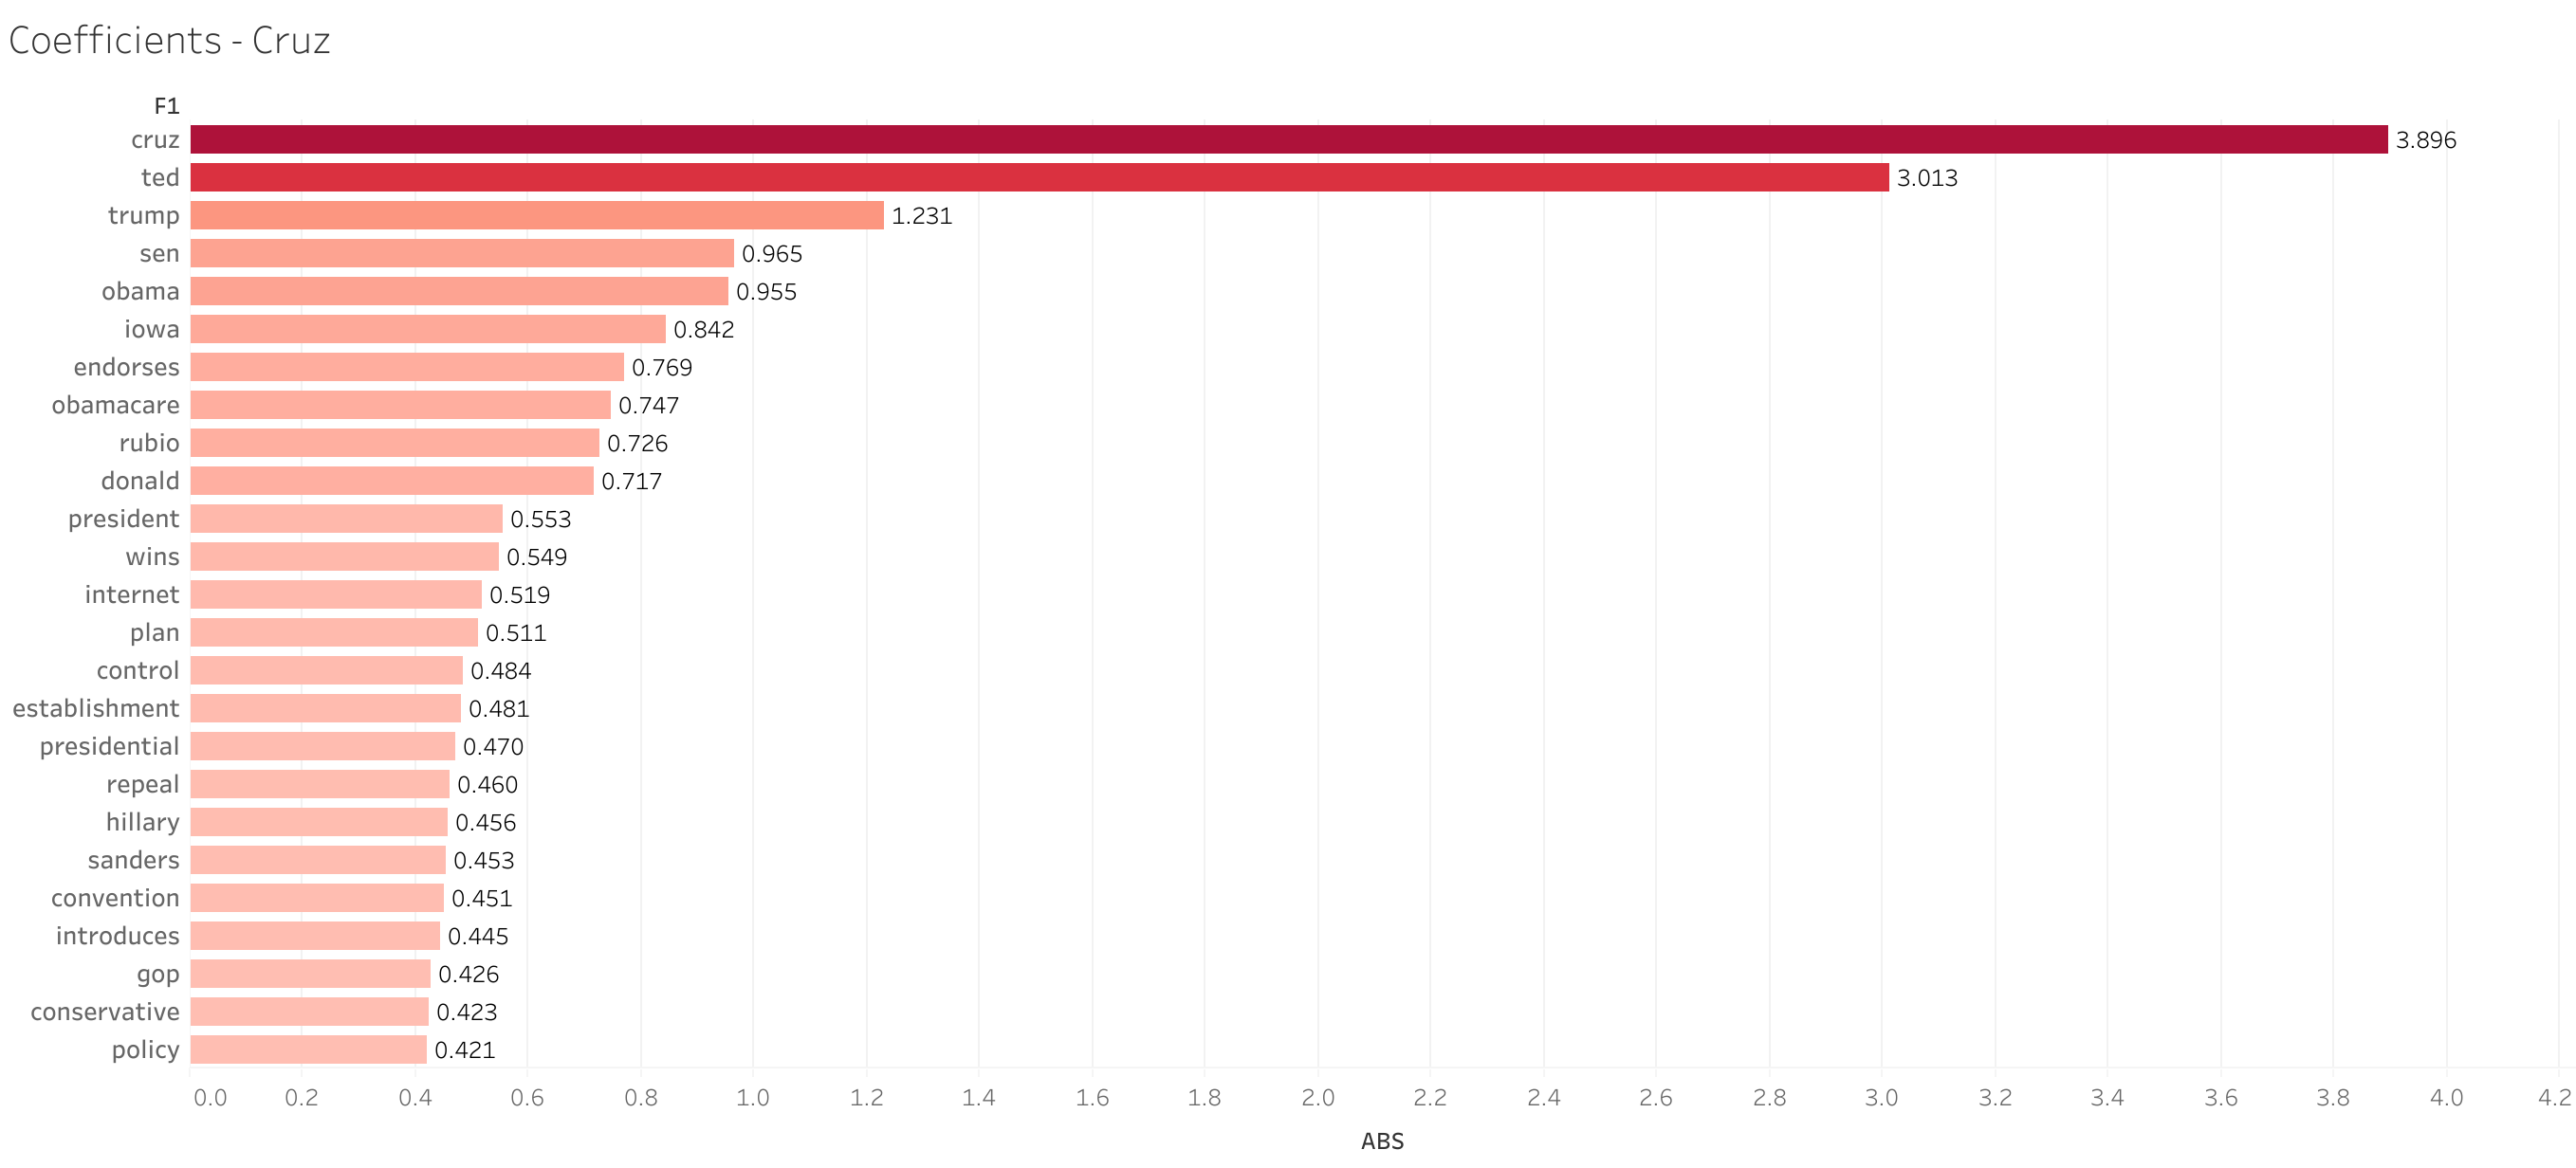 Coefficients - Cruz
F1
cruz 3.896
ted 3.013
trump 1.231
sen 0.965
obama 0.955
iowa 0.842
endorses 0.769
obamacare 0.747
rubio 0.726
donald 0.717
president 0.553
wins 0.549
internet 0.519
plan 0.511
control 0.484
establishment 0.481
presidential 0.470
repeal 0.460
hillary 0.456
sanders 0.453
convention 0.451
introduces 0.445
gop 0.426
conservative 0.423
policy 0.421
0.0 0.2 0.4 0.6 0.8 1.0 1.2 1.4 1.6 1.8 2.0 2.2 2.4 2.6 2.8 3.0 3.2 3.4 3.6 3.8 4.0 4.2
ABS